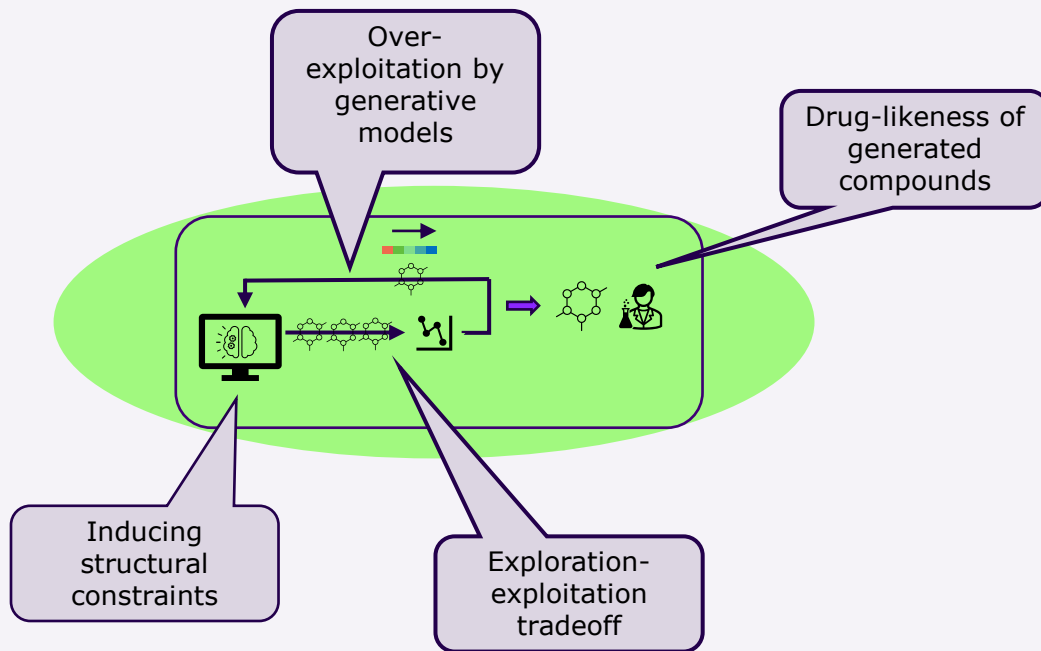 Over-
exploitation by
generative
models
Drug-likeness of
generated
compounds
Inducing
structural
constraints
Exploration-
exploitation
tradeoff